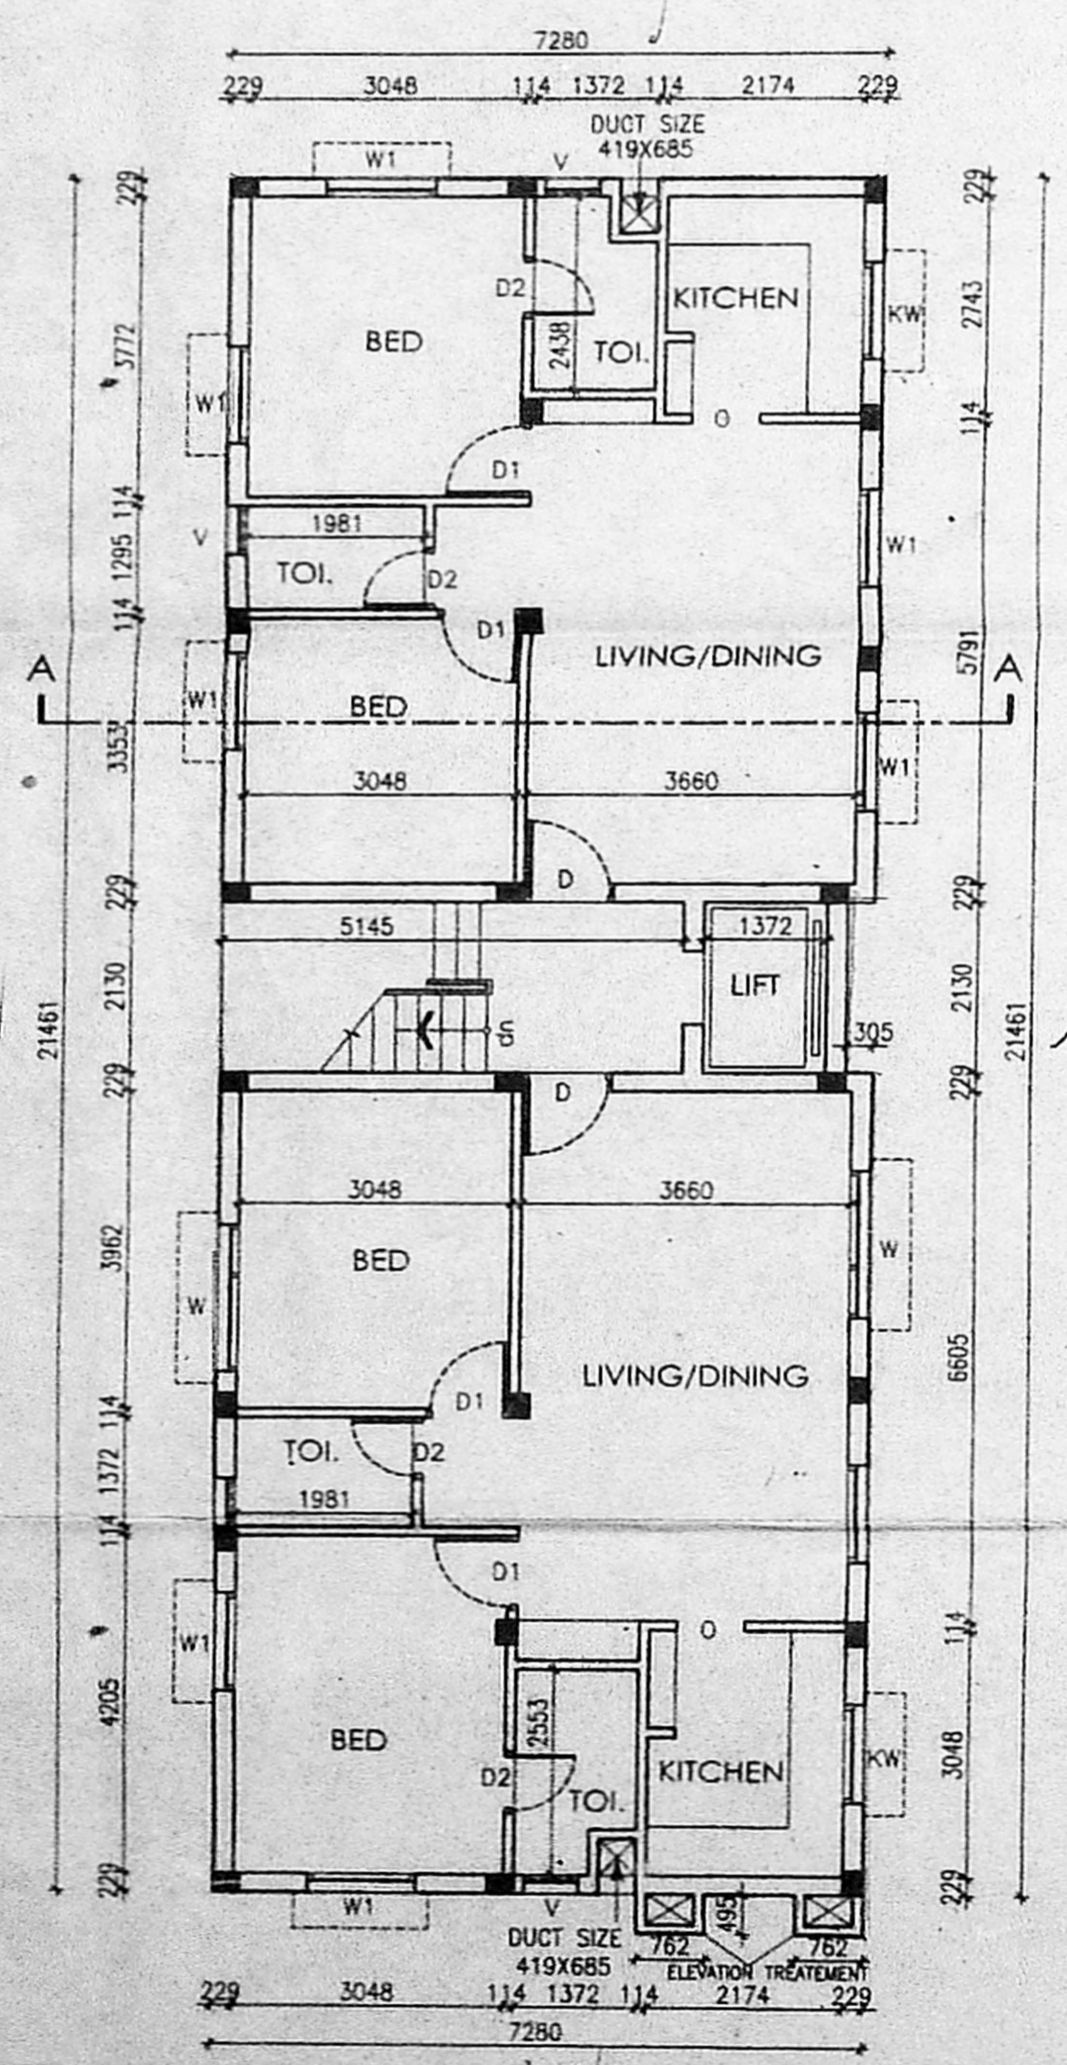 7280
229 3048 114 1372 114 2174 229
DUCT SIZE
419X685
W1 V
229 229
D2 KITCHEN 2743 KW
3772 BED 2438 TOI.
W1
O 114
D1
114
V 1981 W1
1295 TOI. D2
114 D1
A LIVING/DINING 5791 A
W1 BED
3353 3048 3660 W1
D
229 229
5145 1372
2130 LIFT 2130
21461 dn 305 21461
229 D 229
3048 3660
3962 BED W
W
LIVING/DINING 6605
114 D1
1372 TOI. D2
1981
114
D1
W1 O 114
4205 2553
BED KW
D2 KITCHEN 3048
TOI.
229 229
W1 V 495
DUCT SIZE 762 762
419X685 ELEVATION TREATEMENT
229 3048 114 1372 114 2174 229
7280